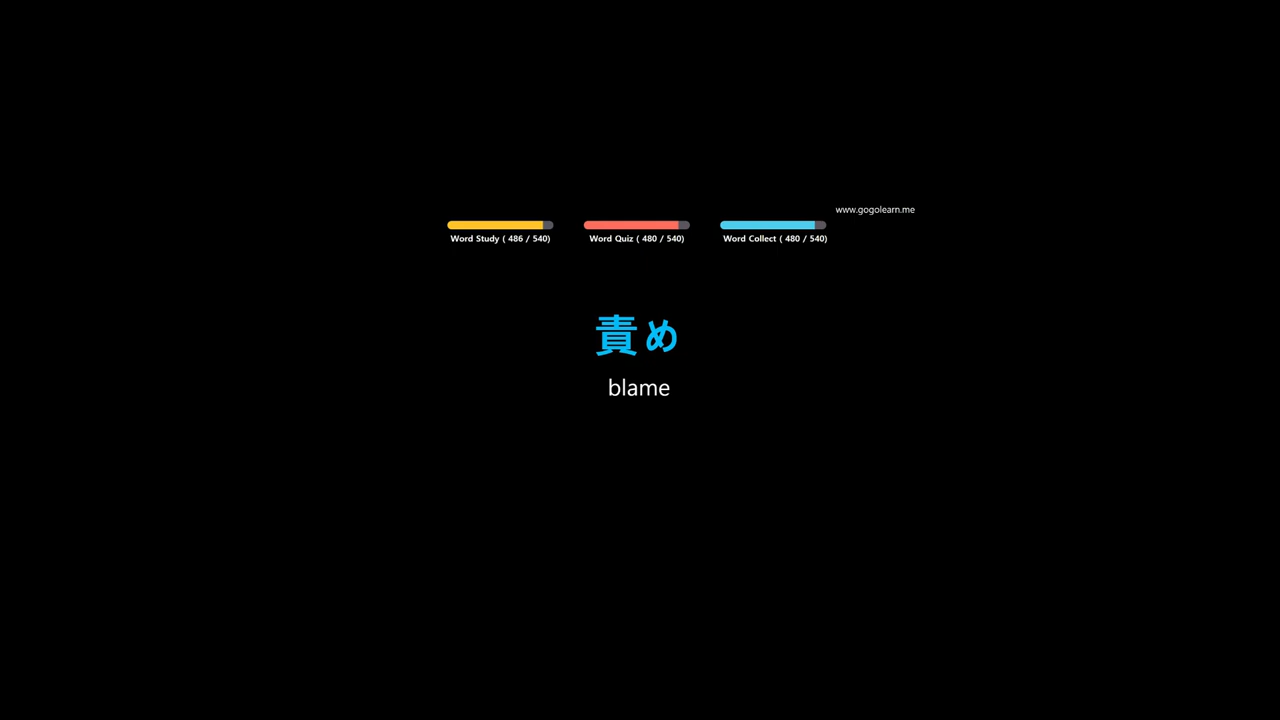 www.gogolearn.me
Word Study ( 486 / 540)
Word Quiz ( 480 / 540)
Word Collect ( 480 / 540)
責め
blame